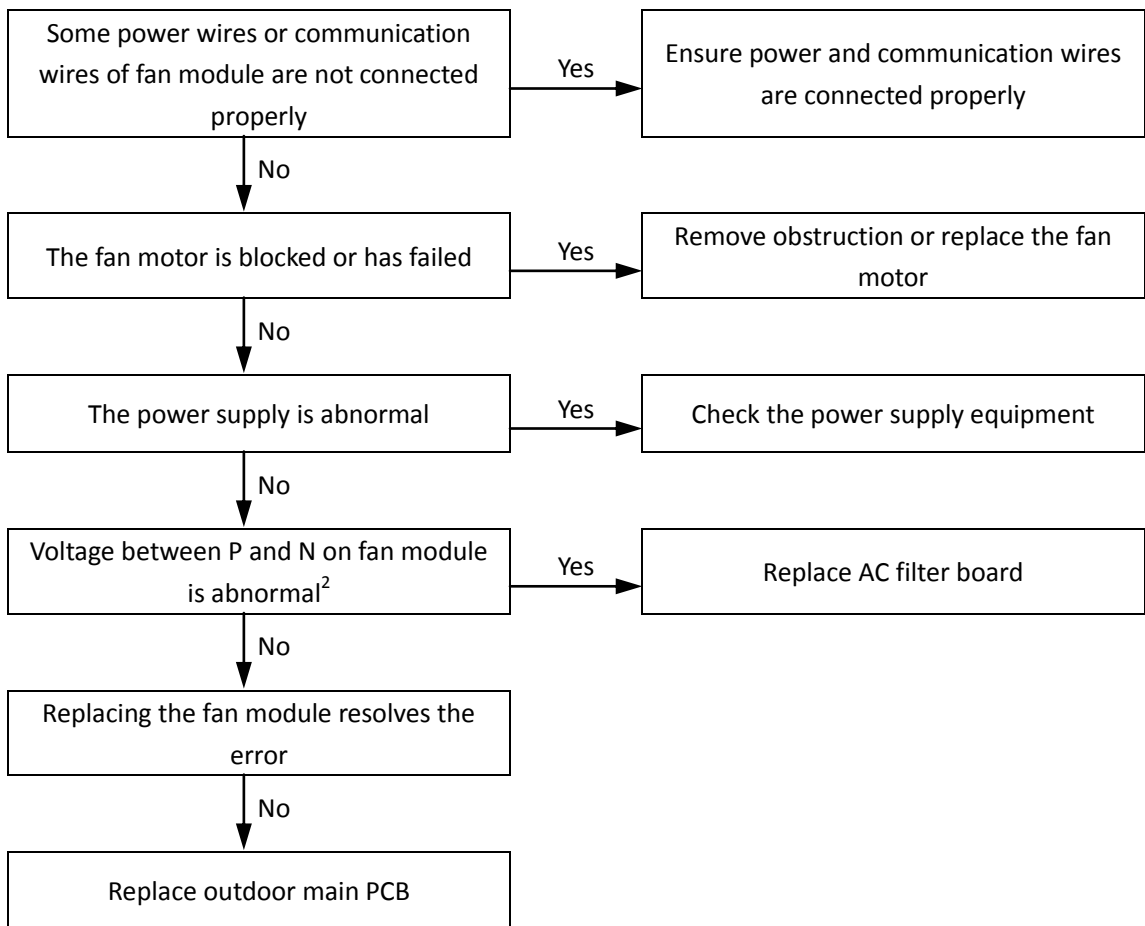 Some power wires or communication
wires of fan module are not connected
properly
Yes
Ensure power and communication wires
are connected properly
No
The fan motor is blocked or has failed
Yes
Remove obstruction or replace the fan
motor
No
The power supply is abnormal
Yes
Check the power supply equipment
No
Voltage between P and N on fan module
is abnormal²
Yes
Replace AC filter board
No
Replacing the fan module resolves the
error
No
Replace outdoor main PCB